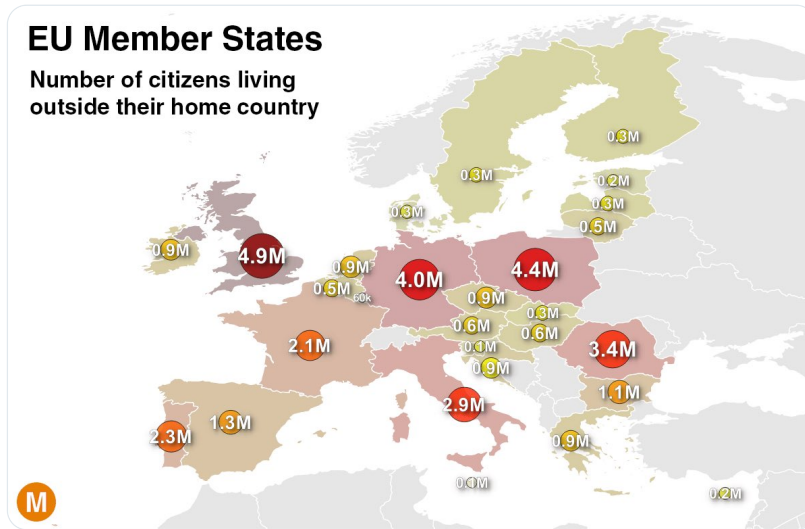 EU Member States
Number of citizens living
outside their home country
0.3M
0.3M
0.2M
0.3M
0.3M
0.5M
0.9M
4.9M
0.9M
4.0M
4.4M
0.5M
60k
0.9M
0.3M
0.6M
0.6M
2.1M
0.1M
3.4M
0.9M
1.1M
2.9M
1.3M
2.3M
0.9M
0.1M
0.2M
M